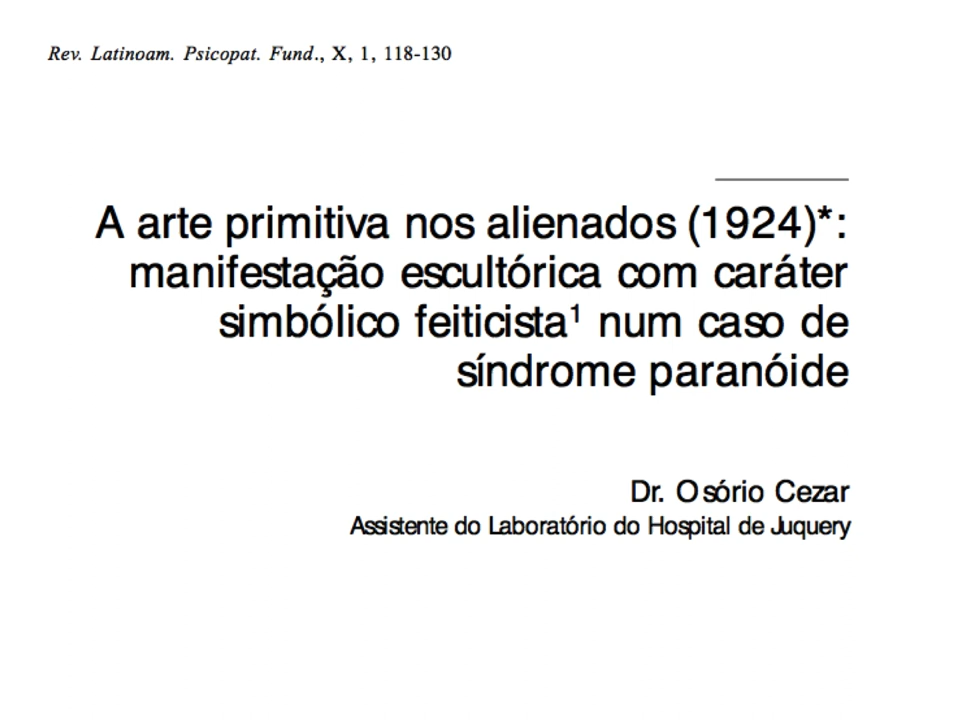 Rev. Latinoam. Psicopat. Fund., X, 1, 118-130
A arte primitiva nos alienados (1924)*:
manifestação escultórica com caráter
simbólico feiticista¹ num caso de
síndrome paranóide
Dr. Osório Cezar
Assistente do Laboratório do Hospital de Juquery